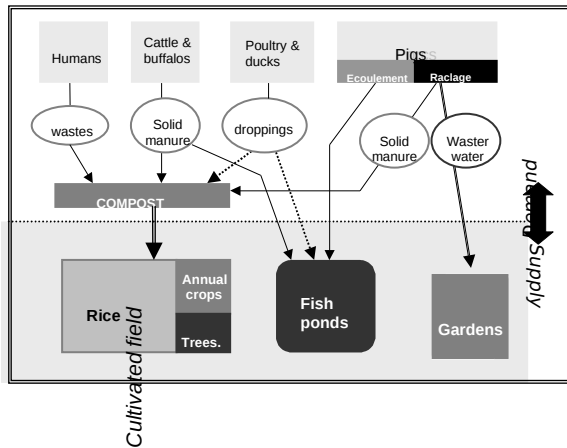 Humans
Cattle &
buffalos
Poultry &
ducks
Pigs
Ecoulement
Raclage
wastes
Solid
manure
droppings
Solid
manure
Waster
water
COMPOST
Demand
Supply
Rice
Annual
crops
Trees.
Fish
ponds
Gardens
Cultivated field